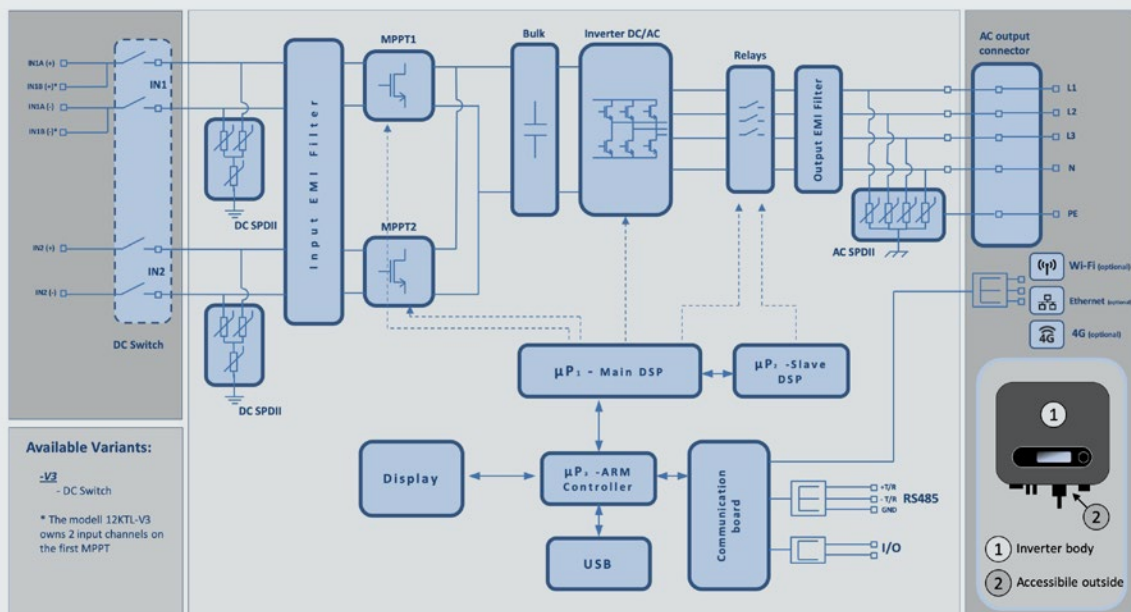 IN1A (+)
IN1B (+)*
IN1A (-)
IN1B (-)*
IN1
IN2 (+)
IN2 (-)
IN2
DC Switch
DC SPDII
DC SPDII
Input EMI Filter
MPPT1
MPPT2
Bulk
Inverter DC/AC
Relays
Output EMI Filter
AC SPDII
AC output
connector
L1
L2
L3
N
PE
Wi-Fi (optional)
Ethernet (optional)
4G
4G (optional)
µP1 - Main DSP
µP2 -Slave
DSP
Display
µP3 -ARM
Controller
USB
Communication
board
+T/R
- T/R
GND
RS485
I/O
Available Variants:
-V3
- DC Switch
* The modell 12KTL-V3
owns 2 input channels on
the first MPPT
1
2
1 Inverter body
2 Accessibile outside